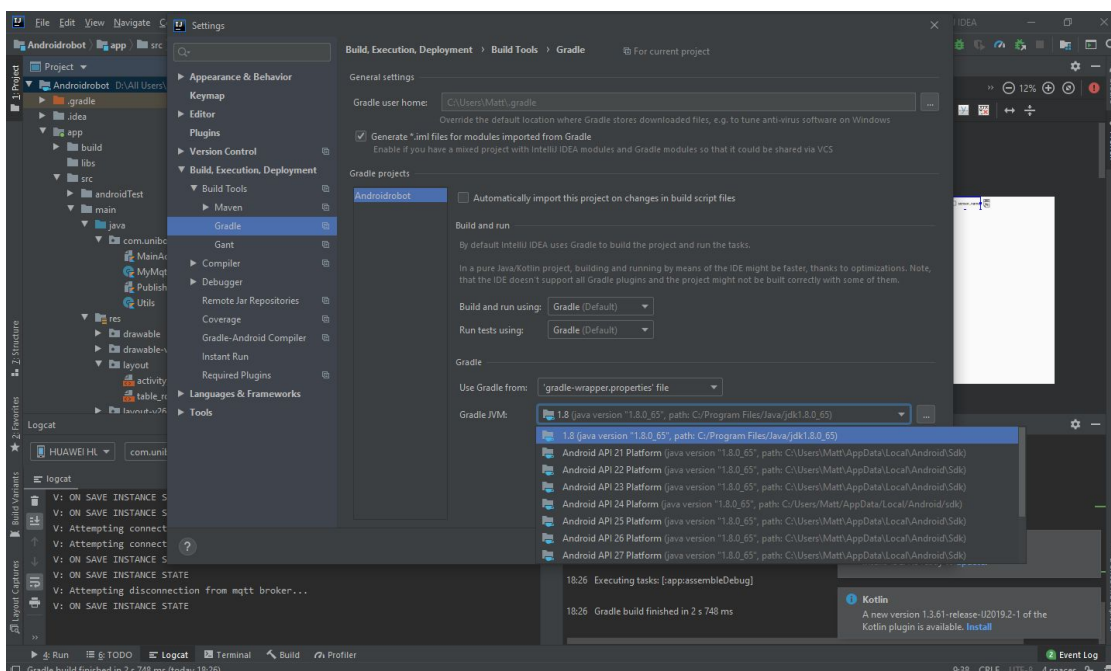 File Edit View Navigate C
Settings
IDEA
Androidrobot app src
Project
Androidrobot D:\All Users\
.gradle
.idea
app
build
libs
src
androidTest
main
java
com.unibo
MainAc
MyMqt
Publish
Utils
res
drawable
drawable-v
layout
activity
table_ro
layout-v26
1: Project
7: Structure
2: Favorites
Build Variants
Layout Captures
Appearance & Behavior
Keymap
Editor
Plugins
Version Control
Build, Execution, Deployment
Build Tools
Maven
Gradle
Gant
Compiler
Debugger
Remote Jar Repositories
Coverage
Gradle-Android Compiler
Instant Run
Required Plugins
Languages & Frameworks
Tools
Build, Execution, Deployment › Build Tools › Gradle For current project
General settings
Gradle user home: C:\Users\Matt\.gradle
Override the default location where Gradle stores downloaded files, e.g. to tune anti-virus software on Windows
Generate *.iml files for modules imported from Gradle
Enable if you have a mixed project with IntelliJ IDEA modules and Gradle modules so that it could be shared via VCS
Gradle projects
Androidrobot
Automatically import this project on changes in build script files
Build and run
By default IntelliJ IDEA uses Gradle to build the project and run the tasks.
In a pure Java/Kotlin project, building and running by means of the IDE might be faster, thanks to optimizations. Note,
that the IDE doesn't support all Gradle plugins and the project might not be built correctly with some of them.
Build and run using: Gradle (Default)
Run tests using: Gradle (Default)
Gradle
Use Gradle from: 'gradle-wrapper.properties' file
Gradle JVM: 1.8 (java version "1.8.0_65", path: C:/Program Files/Java/jdk1.8.0_65)
1.8 (java version "1.8.0_65", path: C:/Program Files/Java/jdk1.8.0_65)
Android API 21 Platform (java version "1.8.0_65", path: C:\Users\Matt\AppData\Local\Android\Sdk)
Android API 22 Platform (java version "1.8.0_65", path: C:\Users\Matt\AppData\Local\Android\Sdk)
Android API 23 Platform (java version "1.8.0_65", path: C:\Users\Matt\AppData\Local\Android\Sdk)
Android API 24 Plaform (java version "1.8.0_65", path: C:/Users/Matt/AppData/Local/Android/sdk)
Android API 25 Platform (java version "1.8.0_65", path: C:\Users\Matt\AppData\Local\Android\Sdk)
Android API 26 Platform (java version "1.8.0_65", path: C:\Users\Matt\AppData\Local\Android\Sdk)
Android API 27 Platform (java version "1.8.0_65", path: C:\Users\Matt\AppData\Local\Android\Sdk)
12%
Logcat
HUAWEI HL com.unil
logcat
V: ON SAVE INSTANCE S
V: ON SAVE INSTANCE S
V: Attempting connect
V: Attempting connect
V: ON SAVE INSTANCE S
V: ON SAVE INSTANCE STATE
V: Attempting disconnection from mqtt broker...
V: ON SAVE INSTANCE STATE
18:26 Executing tasks: [:app:assembleDebug]
18:26 Gradle build finished in 2 s 748 ms
Kotlin
A new version 1.3.61-release-IJ2019.2-1 of the
Kotlin plugin is available. Install
4: Run 6: TODO Logcat Terminal Build Profiler 2 Event Log
Gradle build finished in 2 s 748 ms (today 18:26) 9:38 CRLF UTF-8 4 spaces